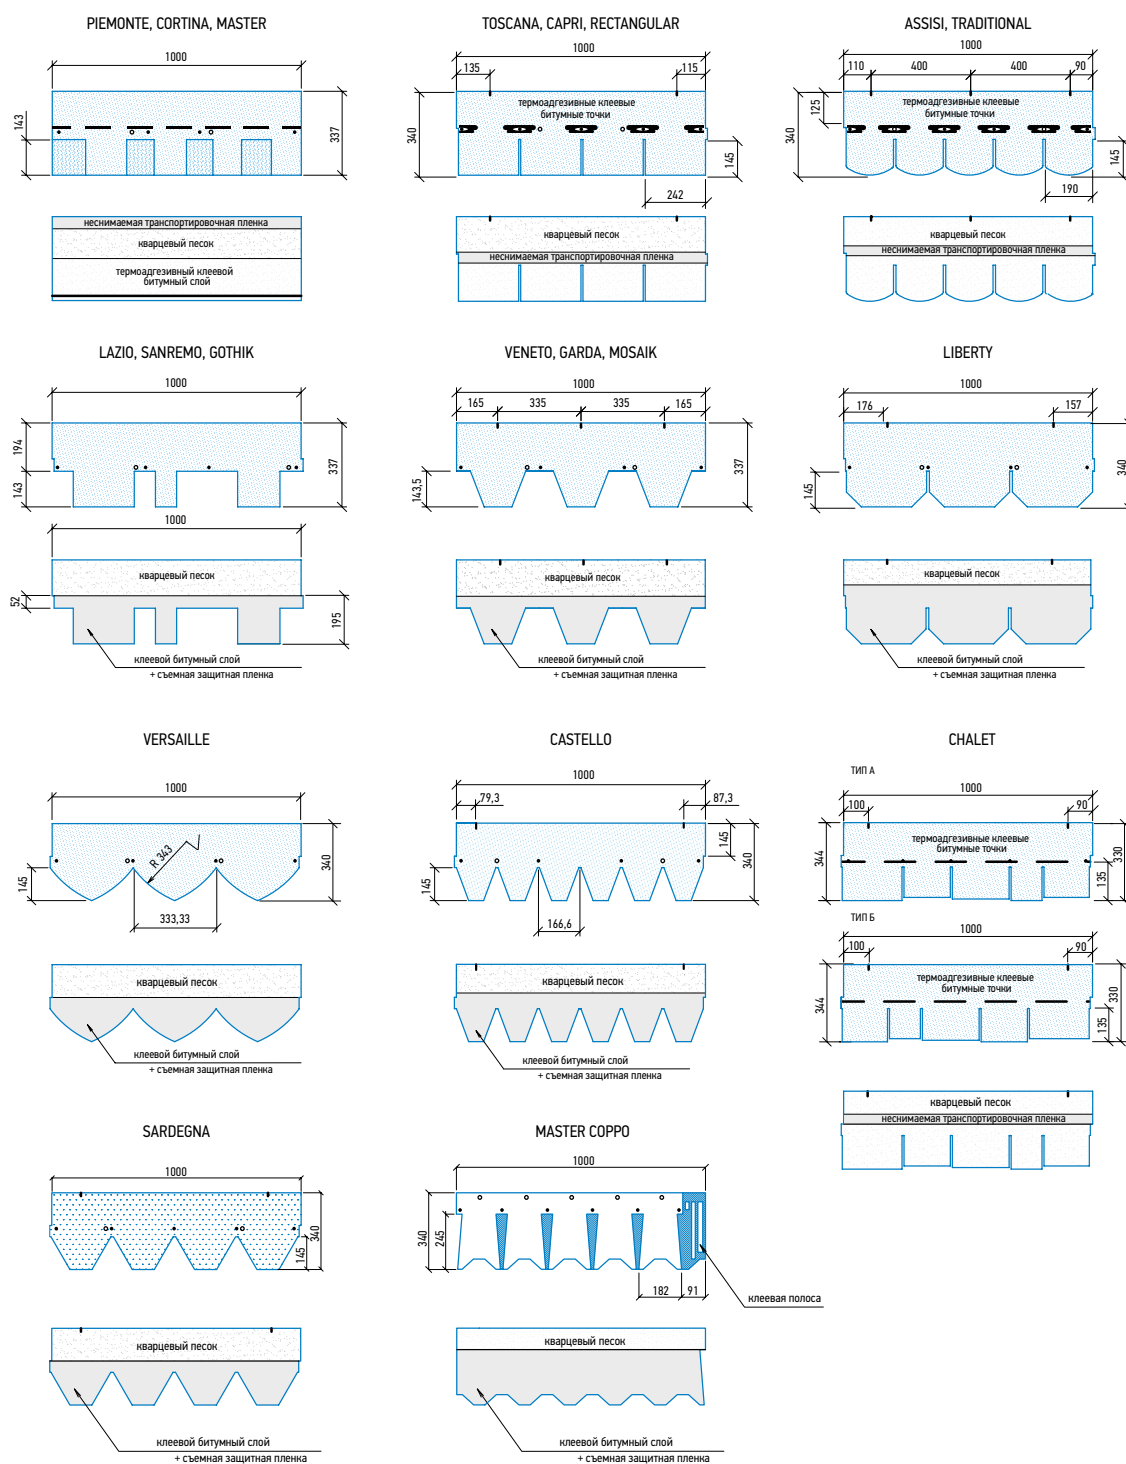 PIEMONTE, CORTINA, MASTER
1000
143
337
неснимаемая транспортировочная пленка
кварцевый песок
термоадгезивный клеевой
битумный слой
TOSCANA, CAPRI, RECTANGULAR
1000
135
115
термоадгезивные клеевые
битумные точки
340
145
242
кварцевый песок
неснимаемая транспортировочная пленка
ASSISI, TRADITIONAL
1000
110
400
400
90
125
термоадгезивные клеевые
битумные точки
340
145
190
кварцевый песок
неснимаемая транспортировочная пленка
LAZIO, SANREMO, GOTHIK
1000
194
143
337
1000
кварцевый песок
52
195
клеевой битумный слой
+ съемная защитная пленка
VENETO, GARDA, MOSAIK
1000
165
335
335
165
143,5
337
кварцевый песок
клеевой битумный слой
+ съемная защитная пленка
LIBERTY
1000
176
157
145
340
кварцевый песок
клеевой битумный слой
+ съемная защитная пленка
VERSAILLE
1000
R 343
145
340
333,33
кварцевый песок
клеевой битумный слой
+ съемная защитная пленка
CASTELLO
1000
79,3
87,3
145
340
145
166,6
кварцевый песок
клеевой битумный слой
+ съемная защитная пленка
CHALET
ТИП А
1000
100
90
термоадгезивные клеевые
битумные точки
344
330
135
ТИП Б
1000
100
90
термоадгезивные клеевые
битумные точки
344
330
135
кварцевый песок
неснимаемая транспортировочная пленка
SARDEGNA
1000
340
145
кварцевый песок
клеевой битумный слой
+ съемная защитная пленка
MASTER COPPO
1000
340
245
182
91
клеевая полоса
кварцевый песок
клеевой битумный слой
+ съемная защитная пленка